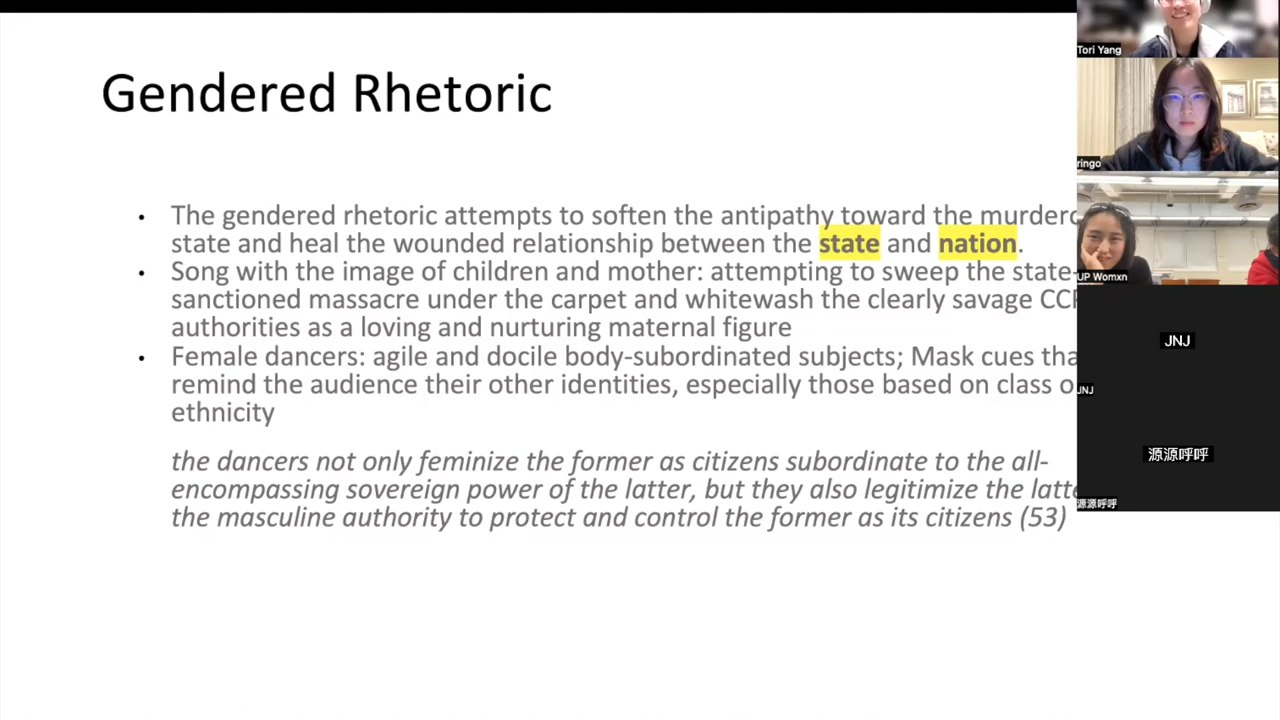 Gendered Rhetoric
• The gendered rhetoric attempts to soften the antipathy toward the
state and heal the wounded relationship between the state and nation.
• Song with the image of children and mother: attempting to sweep the state-
sanctioned massacre under the carpet and whitewash the clearly savage
authorities as a loving and nurturing maternal figure
• Female dancers: agile and docile body-subordinated subjects; Mask cues
remind the audience their other identities, especially those based on class
ethnicity
the dancers not only feminize the former as citizens subordinate to the all-
encompassing sovereign power of the latter, but they also legitimize the
the masculine authority to protect and control the former as its citizens (53)
Tori Yang
ringo
UP Womxn
JNJ
JNJ
源源呼呼
源源呼呼